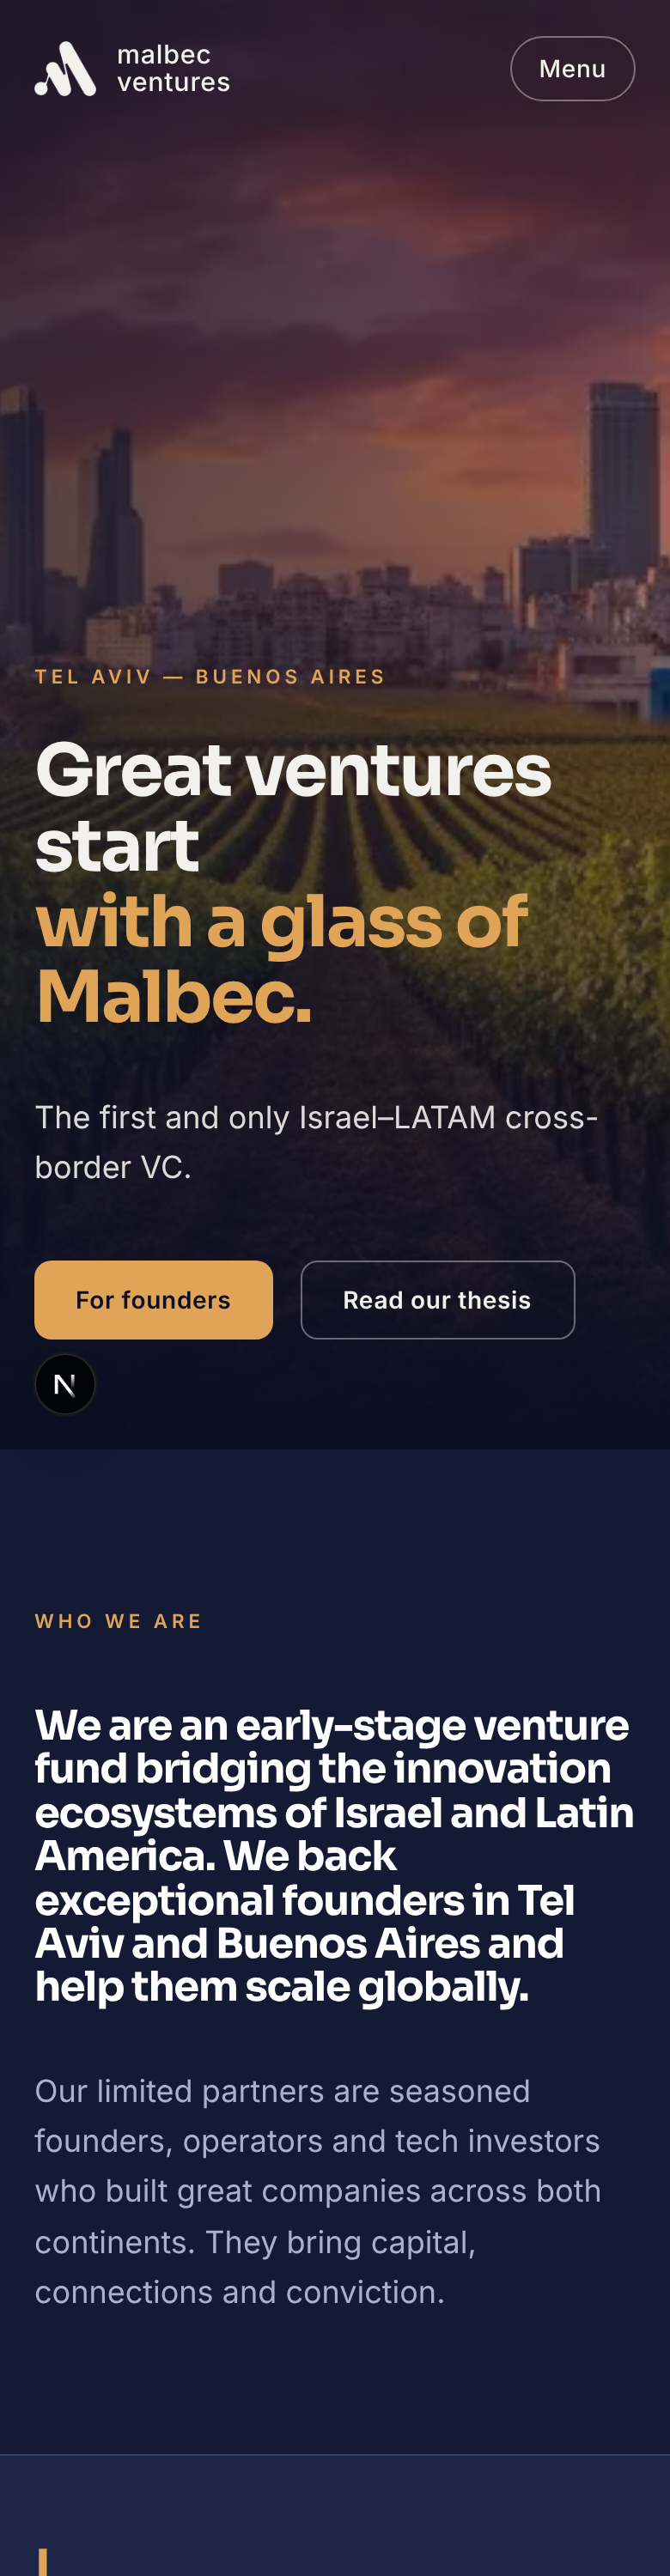 malbec
ventures
Menu
TEL AVIV — BUENOS AIRES
Great ventures
start
with a glass of
Malbec.
The first and only Israel–LATAM cross-
border VC.
For founders
Read our thesis
N
WHO WE ARE
We are an early-stage venture
fund bridging the innovation
ecosystems of Israel and Latin
America. We back
exceptional founders in Tel
Aviv and Buenos Aires and
help them scale globally.
Our limited partners are seasoned
founders, operators and tech investors
who built great companies across both
continents. They bring capital,
connections and conviction.